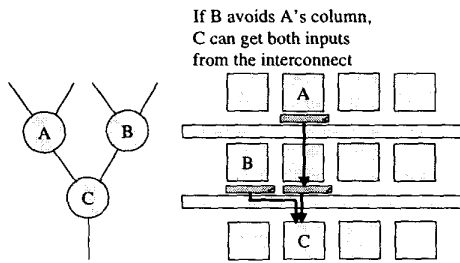 If B avoids A's column,
C can get both inputs
from the interconnect
A
A
B
B
C
C